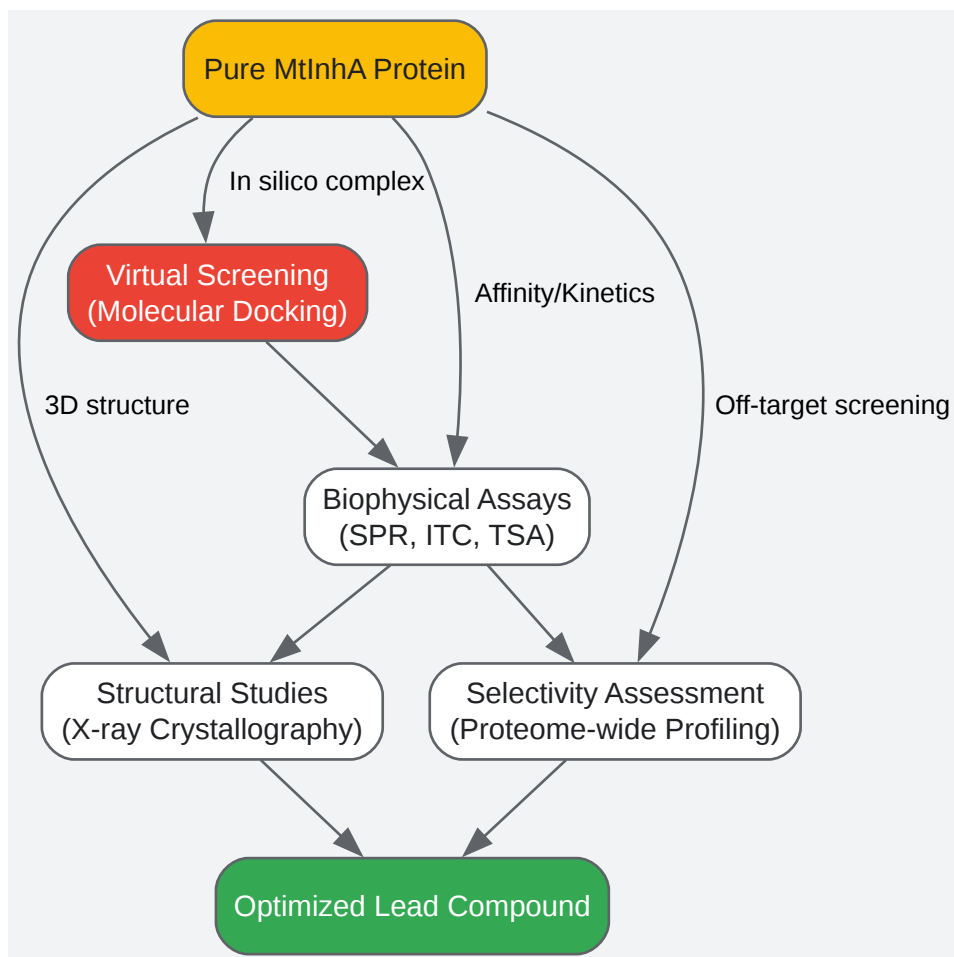 Pure MtInhA Protein
In silico complex
Virtual Screening
(Molecular Docking)
Affinity/Kinetics
3D structure
Off-target screening
Biophysical Assays
(SPR, ITC, TSA)
Structural Studies
(X-ray Crystallography)
Selectivity Assessment
(Proteome-wide Profiling)
Optimized Lead Compound